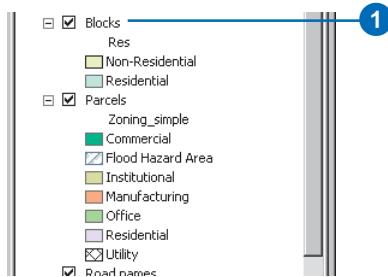 Blocks
1
Res
Non-Residential
Residential
Parcels
Zoning_simple
Commercial
Flood Hazard Area
Institutional
Manufacturing
Office
Residential
Utility
Road names